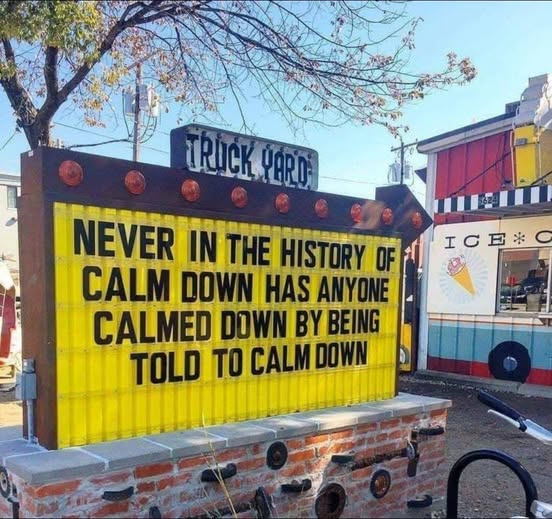 TRUCK YARD
NEVER IN THE HISTORY OF
CALM DOWN HAS ANYONE
CALMED DOWN BY BEING
TOLD TO CALM DOWN
ICE * C